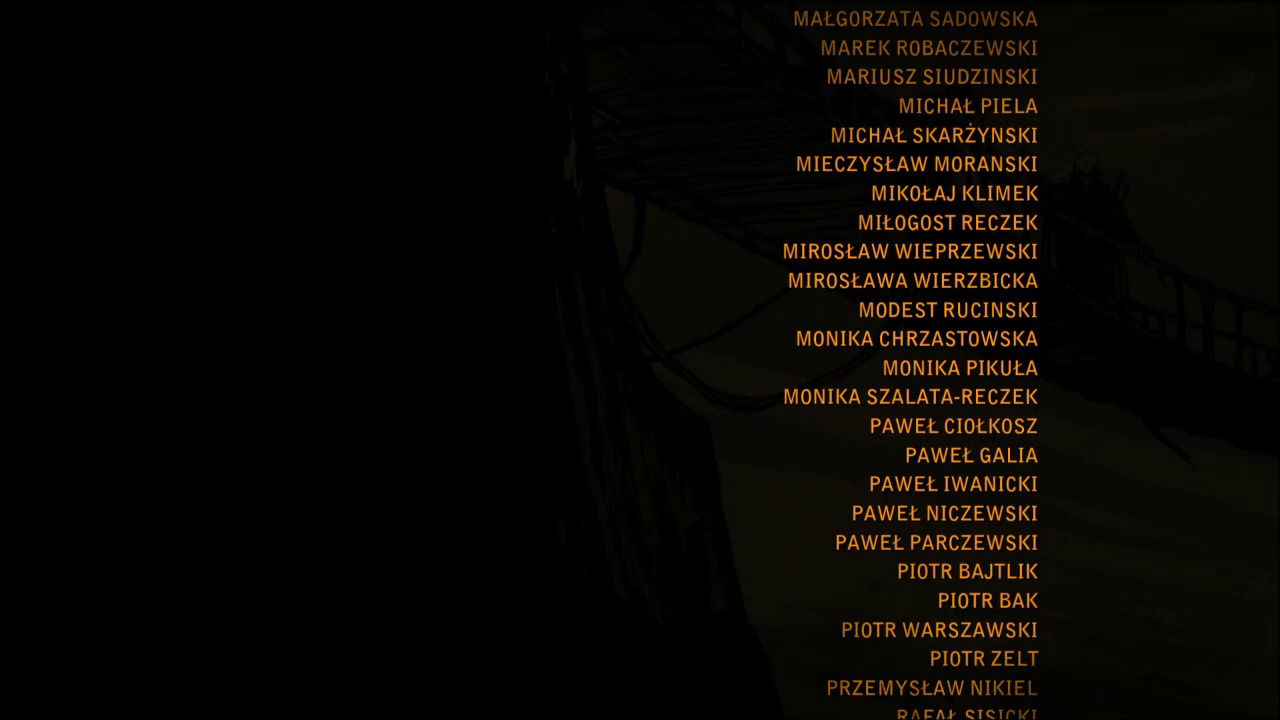 MAŁGORZATA SADOWSKA
MAREK ROBACZEWSKI
MARIUSZ SIUDZINSKI
MICHAŁ PIELA
MICHAŁ SKARŻYNSKI
MIECZYSŁAW MORANSKI
MIKOŁAJ KLIMEK
MIŁOGOST RECZEK
MIROSŁAW WIEPRZEWSKI
MIROSŁAWA WIERZBICKA
MODEST RUCINSKI
MONIKA CHRZASTOWSKA
MONIKA PIKUŁA
MONIKA SZALATA-RECZEK
PAWEŁ CIOŁKOSZ
PAWEŁ GALIA
PAWEŁ IWANICKI
PAWEŁ NICZEWSKI
PAWEŁ PARCZEWSKI
PIOTR BAJTLIK
PIOTR BAK
PIOTR WARSZAWSKI
PIOTR ZELT
PRZEMYSŁAW NIKIEL
RAFAŁ SISICKI